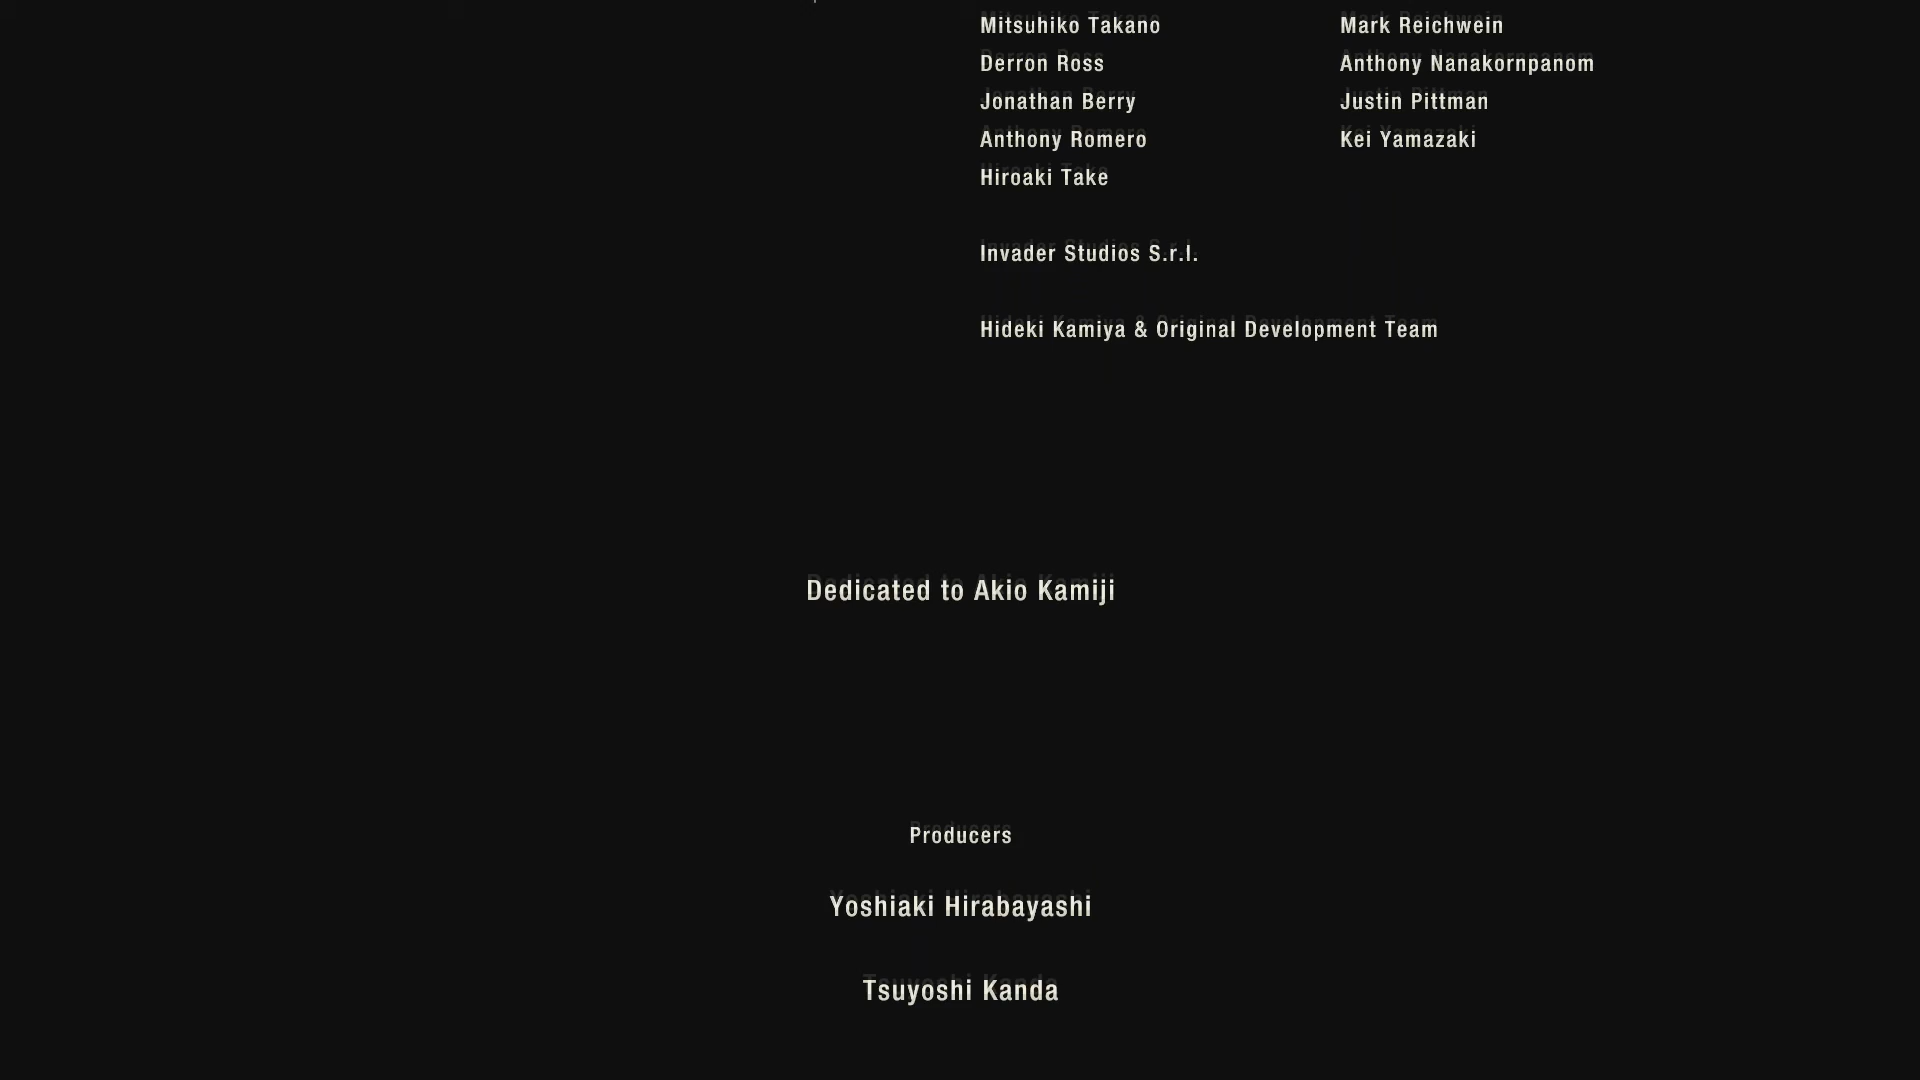 Mitsuhiko Takano Mark Reichwein
Derron Ross Anthony Nanakornpanom
Jonathan Berry Justin Pittman
Anthony Romero Kei Yamazaki
Hiroaki Take
Invader Studios S.r.l.
Hideki Kamiya & Original Development Team
Dedicated to Akio Kamiji
Producers
Yoshiaki Hirabayashi
Tsuyoshi Kanda